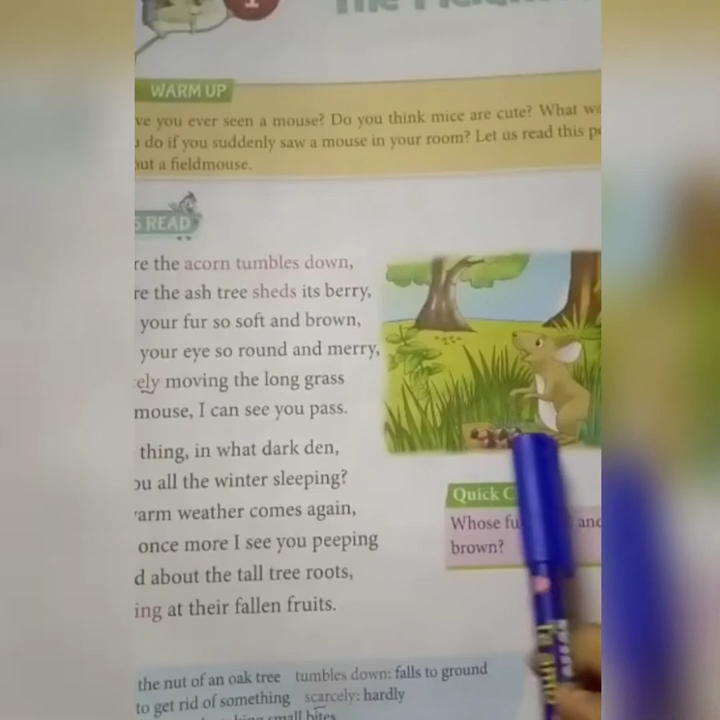 1
WARM UP
ve you ever seen a mouse? Do you think mice are cute? What
do if you suddenly saw a mouse in your room? Let us read this
out a fieldmouse.
READ
re the acorn tumbles down,
re the ash tree sheds its berry,
your fur so soft and brown,
your eye so round and merry,
ely moving the long grass
mouse, I can see you pass.
thing, in what dark den,
ou all the winter sleeping?
arm weather comes again,
once more I see you peeping
d about the tall tree roots,
ing at their fallen fruits.
Quick
Whose fu and
brown?
the nut of an oak tree tumbles down: falls to ground
to get rid of something scarcely: hardly
small bites